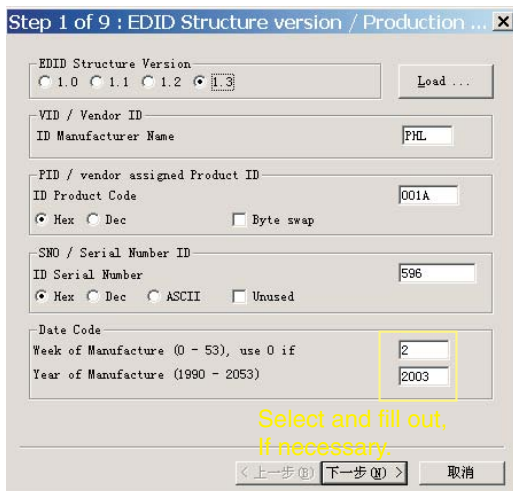 Step 1 of 9 : EDID Structure version / Production ...
EDID Structure Version
1.0 1.1 1.2 1.3
Load ...
VID / Vendor ID
ID Manufacturer Name PHL
PID / vendor assigned Product ID
ID Product Code 001A
Hex Dec Byte swap
SNO / Serial Number ID
ID Serial Number 596
Hex Dec ASCII Unused
Date Code
Week of Manufacture (0 - 53), use 0 if 2
Year of Manufacture (1990 - 2053) 2003
Select and fill out,
If necessary.
< 上一步(B) 下一步(N) > 取消